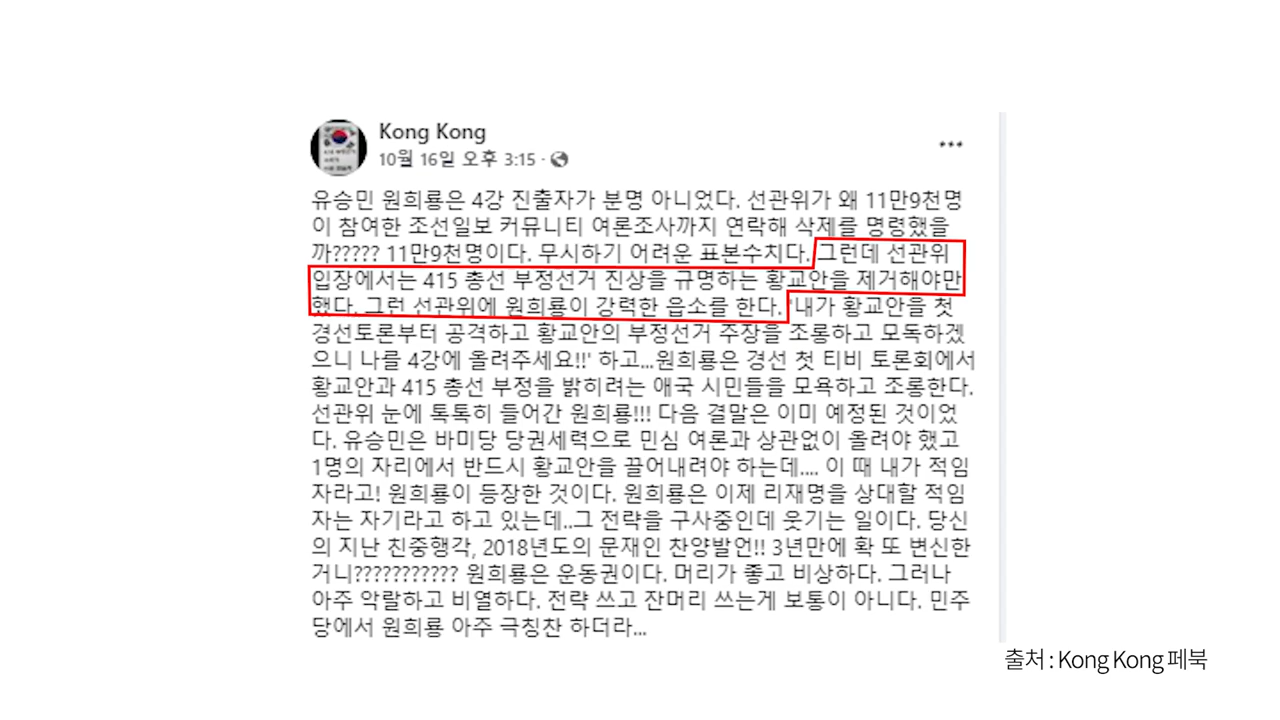 Kong Kong
10월 16일 오후 3:15 ·
유승민 원희룡은 4강 진출자가 분명 아니었다. 선관위가 왜 11만9천명
이 참여한 조선일보 커뮤니티 여론조사까지 연락해 삭제를 명령했을
까????? 11만9천명이다. 무시하기 어려운 표본수치다. 그런데 선관위
입장에서는 415 총선 부정선거 진상을 규명하는 황교안을 제거해야만
했다. 그런 선관위에 원희룡이 강력한 읍소를 한다. '내가 황교안을 첫
경선토론부터 공격하고 황교안의 부정선거 주장을 조롱하고 모독하겠
으니 나를 4강에 올려주세요!!' 하고...원희룡은 경선 첫 티비 토론회에서
황교안과 415 총선 부정을 밝히려는 애국 시민들을 모욕하고 조롱한다.
선관위 눈에 톡톡히 들어간 원희룡!!! 다음 결말은 이미 예정된 것이었
다. 유승민은 바미당 당권세력으로 민심 여론과 상관없이 올려야 했고
1명의 자리에서 반드시 황교안을 끌어내려야 하는데.... 이 때 내가 적임
자라고! 원희룡이 등장한 것이다. 원희룡은 이제 리재명을 상대할 적임
자는 자기라고 하고 있는데..그 전략을 구사중인데 웃기는 일이다. 당신
의 지난 친중행각, 2018년도의 문재인 찬양발언!! 3년만에 확 또 변신한
거니??????????? 원희룡은 운동권이다. 머리가 좋고 비상하다. 그러나
아주 악랄하고 비열하다. 전략 쓰고 잔머리 쓰는게 보통이 아니다. 민주
당에서 원희룡 아주 극칭찬 하더라...
출처 : Kong Kong 페북